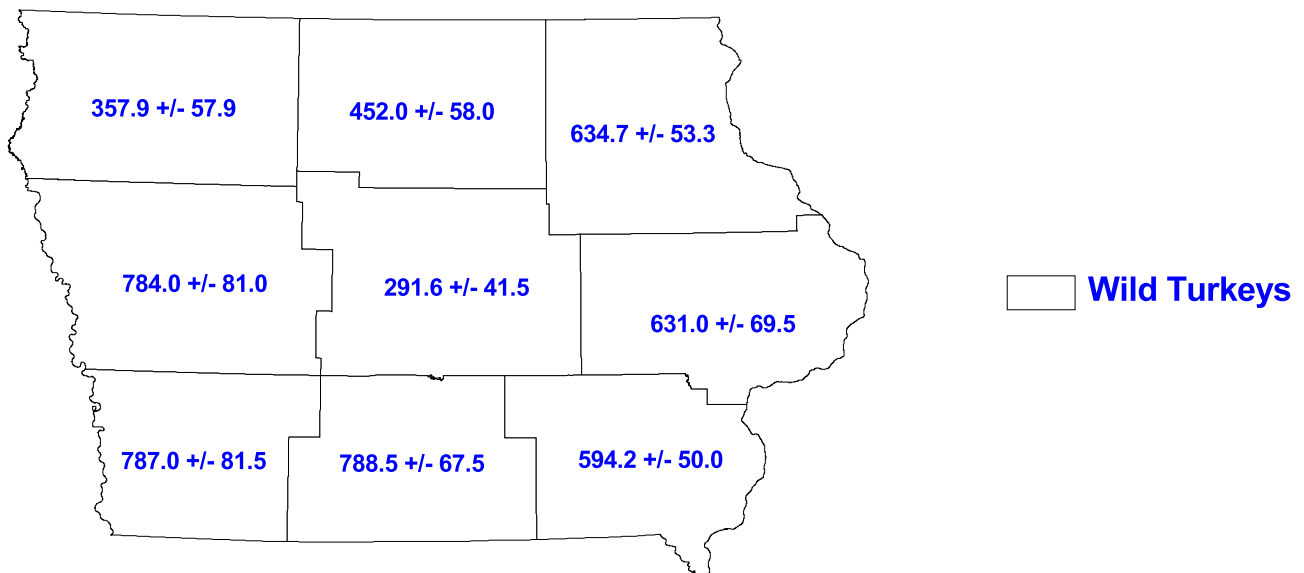 357.9 +/- 57.9
452.0 +/- 58.0
634.7 +/- 53.3
784.0 +/- 81.0
291.6 +/- 41.5
631.0 +/- 69.5
Wild Turkeys
787.0 +/- 81.5
788.5 +/- 67.5
594.2 +/- 50.0